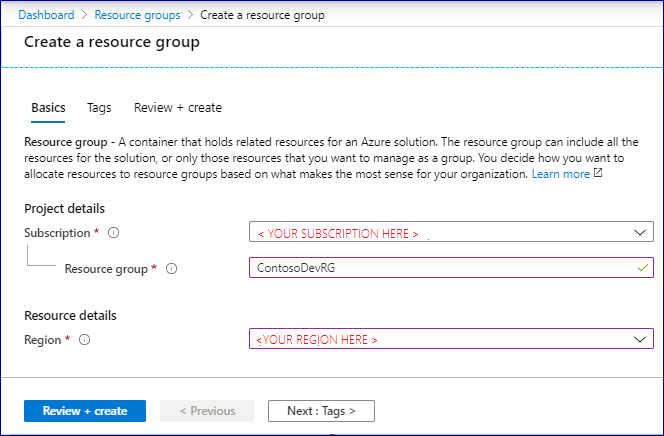 Dashboard > Resource groups > Create a resource group
Create a resource group
Basics Tags Review + create
Resource group - A container that holds related resources for an Azure solution. The resource group can include all the
resources for the solution, or only those resources that you want to manage as a group. You decide how you want to
allocate resources to resource groups based on what makes the most sense for your organization. Learn more
Project details
Subscription * < YOUR SUBSCRIPTION HERE >
Resource group * ContosoDevRG
Resource details
Region * <YOUR REGION HERE >
Review + create < Previous Next : Tags >